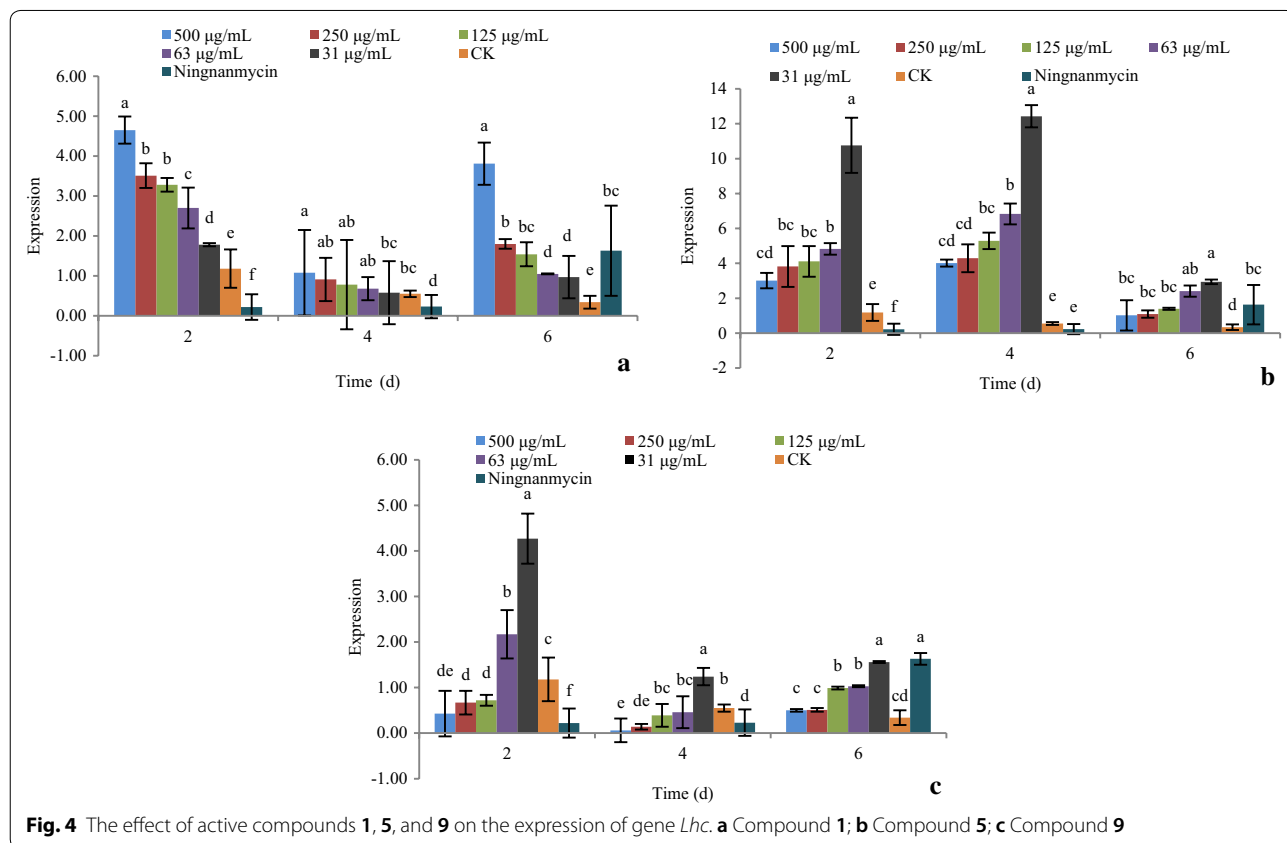 500 µg/mL 250 µg/mL 125 µg/mL
63 µg/mL 31 µg/mL CK
Ningnanmycin
6.00
5.00
4.00
3.00
2.00
1.00
0.00
-1.00
Expression
a b b c d e f
a ab ab ab bc bc d
a b bc d d e bc
2 4 6
Time (d)
a
500 µg/mL 250 µg/mL 125 µg/mL 63 µg/mL
31 µg/mL CK Ningnanmycin
14
12
10
8
6
4
2
0
-2
Expression
cd bc bc b a e f
cd bc bc b a e e
bc bc bc ab a d bc
2 4 6
Time (d)
b
500 µg/mL 250 µg/mL 125 µg/mL
63 µg/mL 31 µg/mL CK
Ningnanmycin
6.00
5.00
4.00
3.00
2.00
1.00
0.00
-1.00
Expression
de d d b a c f
e de bc bc a b d
c c b b a cd a
2 4 6
Time (d)
c
Fig. 4 The effect of active compounds 1, 5, and 9 on the expression of gene Lhc. a Compound 1; b Compound 5; c Compound 9